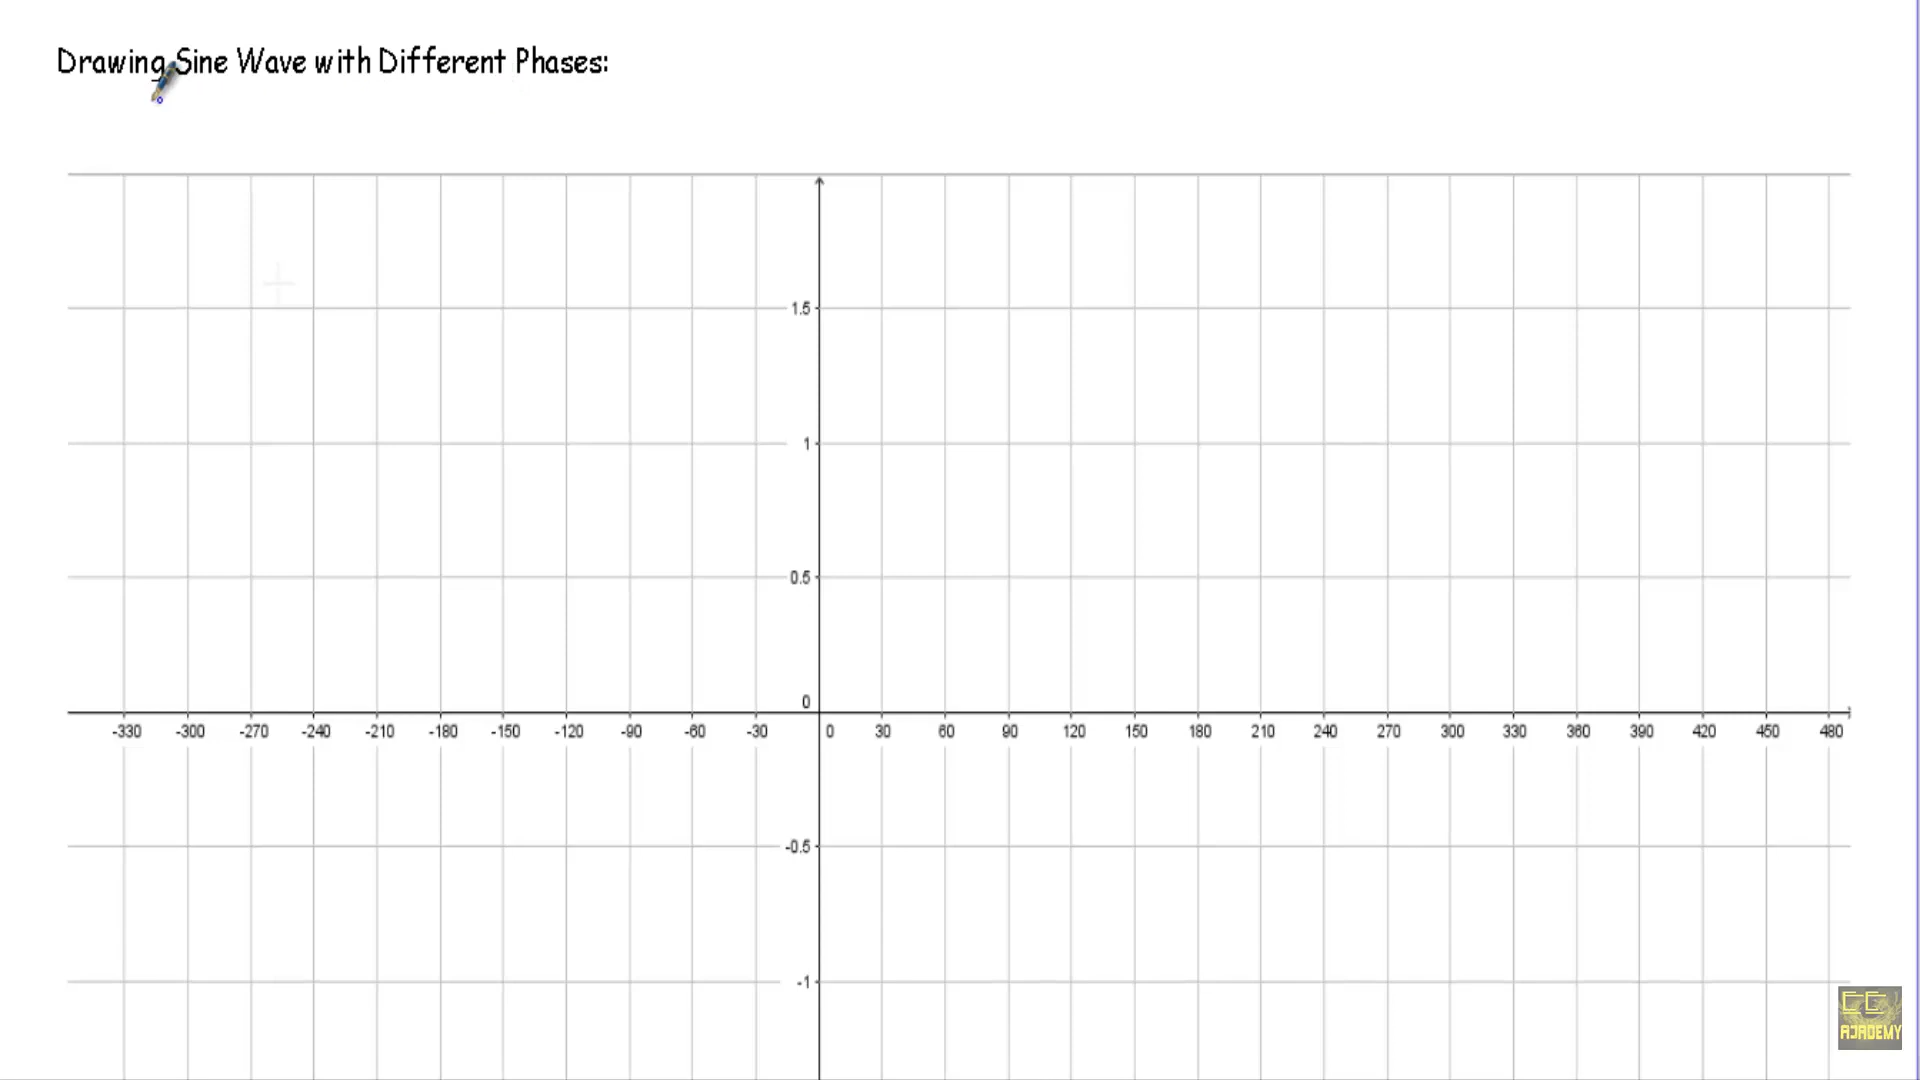 Drawing Sine Wave with Different Phases:
1.5
1
0.5
0
-330 -300 -270 -240 -210 -180 -150 -120 -90 -60 -30 0 30 60 90 120 150 180 210 240 270 300 330 360 390 420 450 480
-0.5
-1
EE
ACADEMY